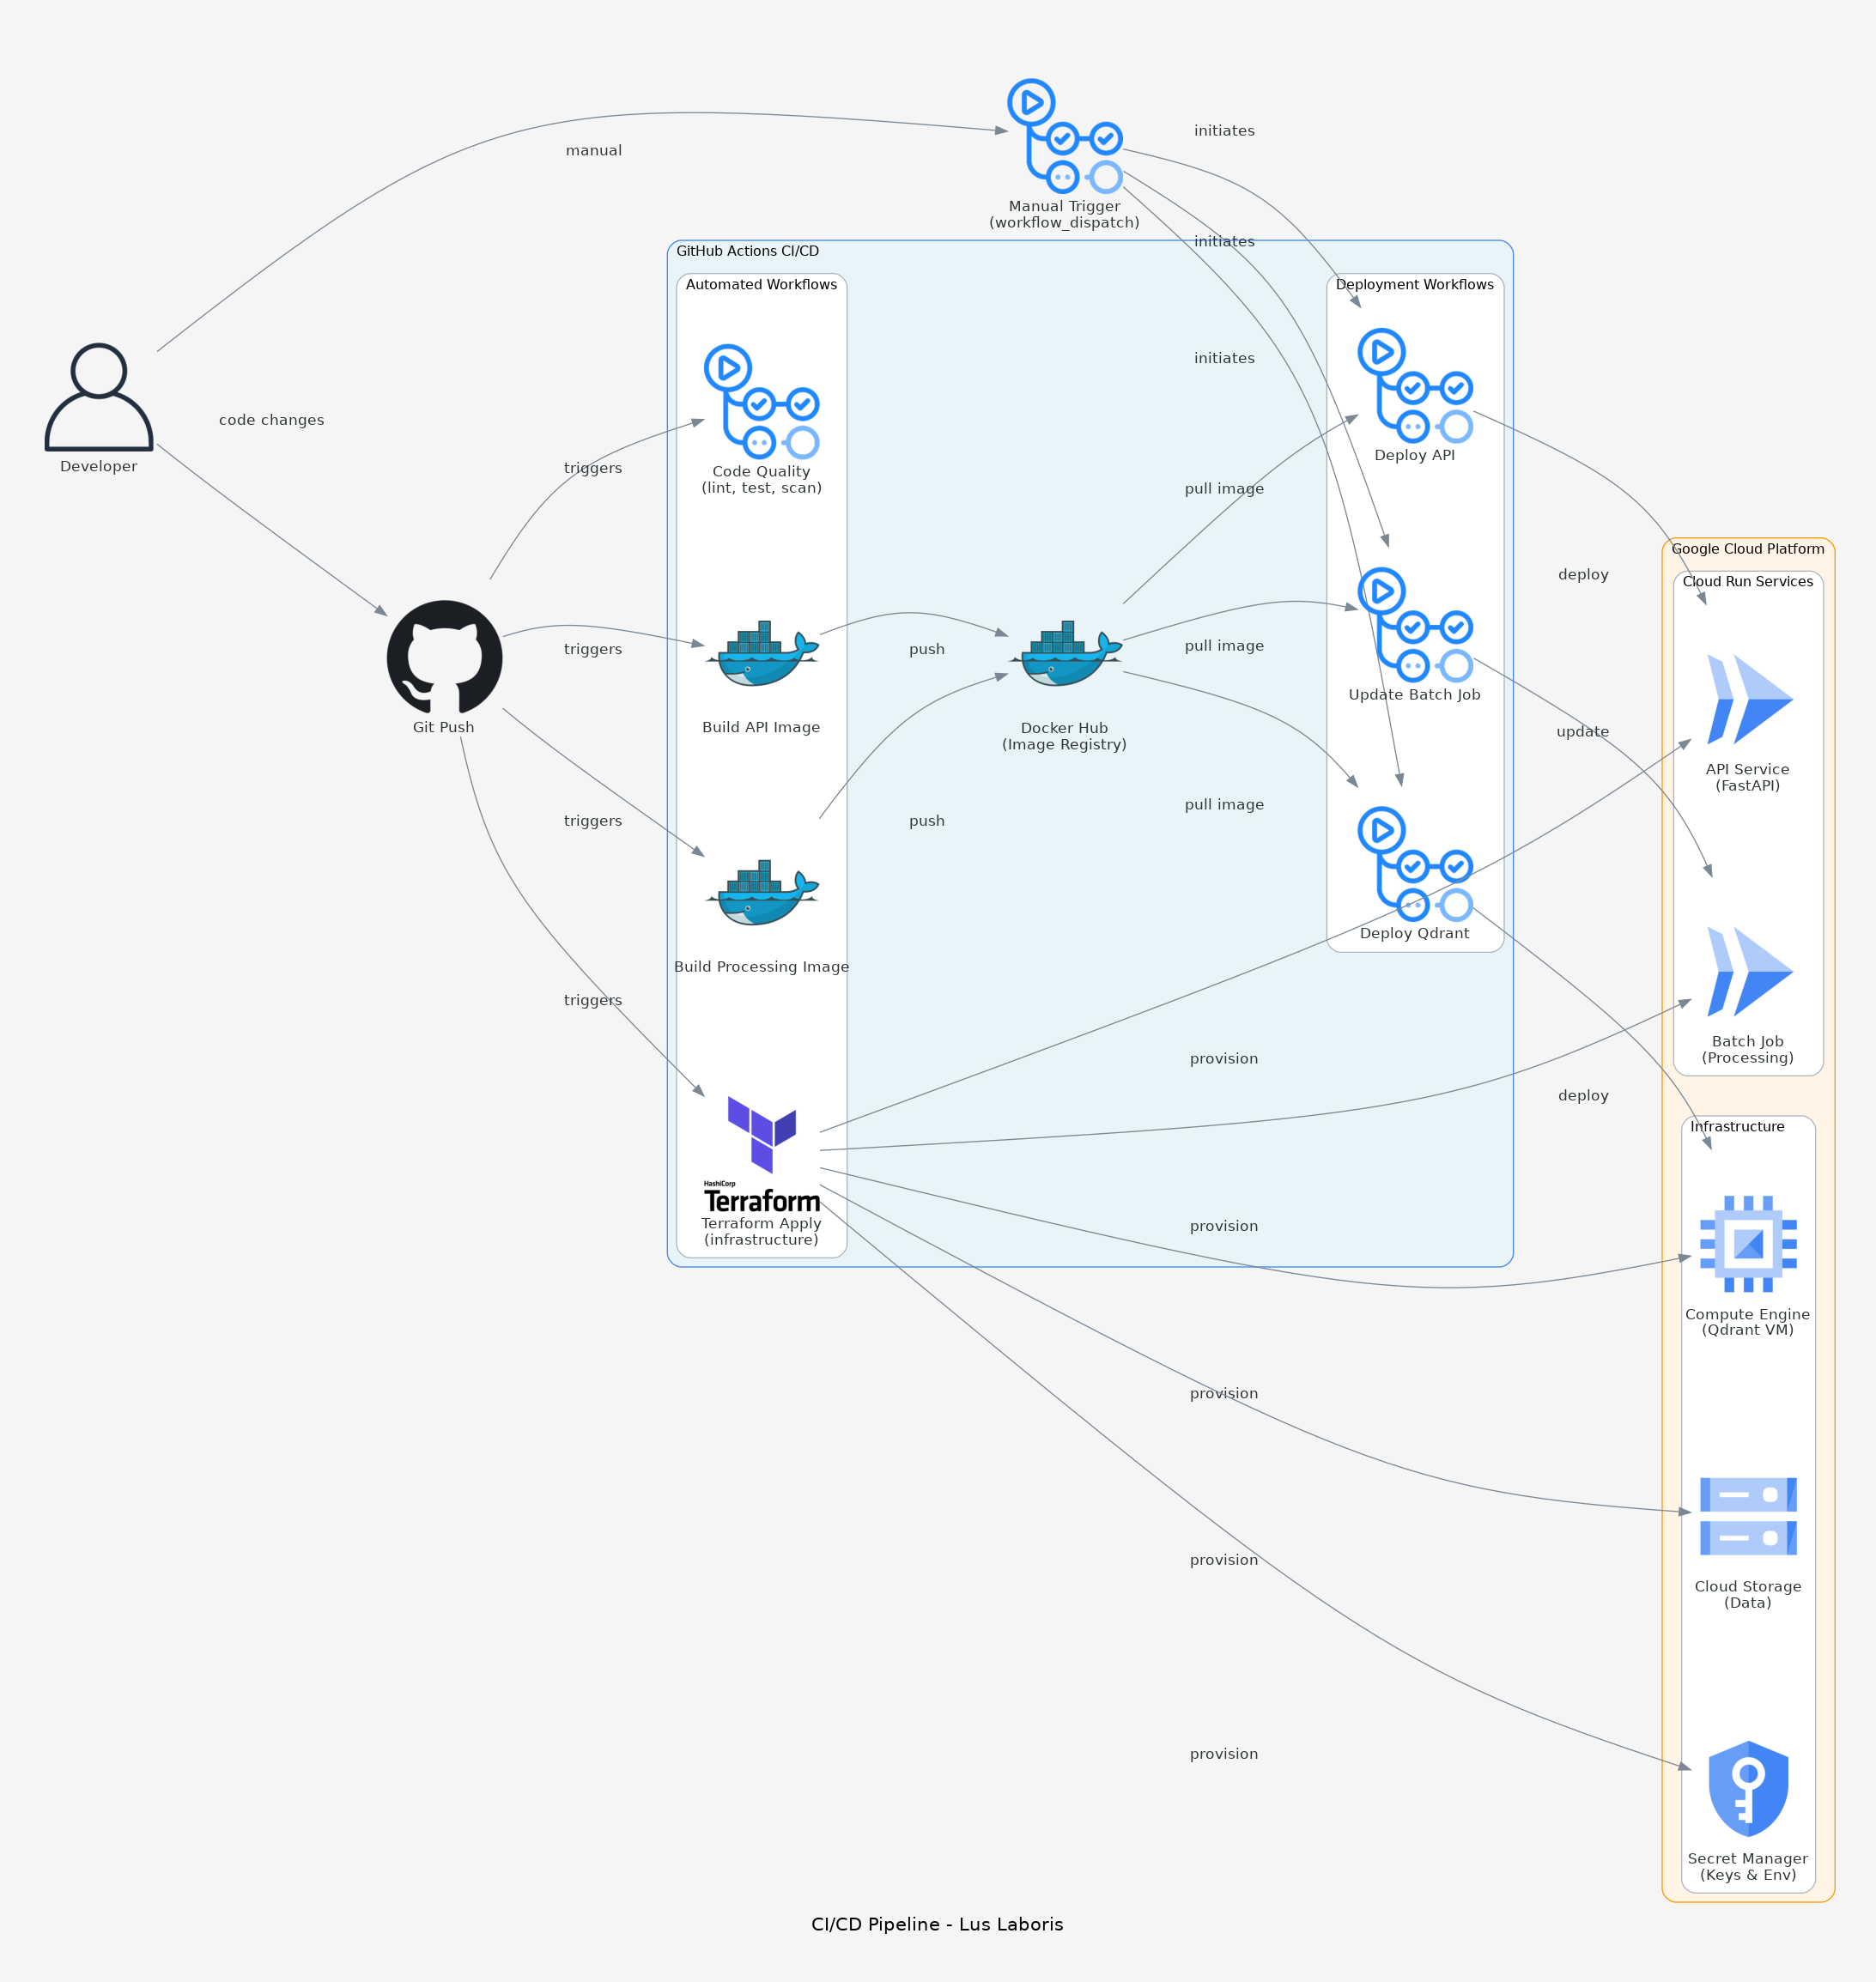 manual
initiates
Manual Trigger
(workflow_dispatch)
initiates
GitHub Actions CI/CD
Automated Workflows
Deployment Workflows
initiates
code changes
Developer
triggers
Code Quality
(lint, test, scan)
pull image
Deploy API
Google Cloud Platform
deploy
Cloud Run Services
triggers
push
pull image
Update Batch Job
Git Push
Build API Image
Docker Hub
(Image Registry)
update
API Service
(FastAPI)
triggers
push
pull image
Deploy Qdrant
Build Processing Image
triggers
Batch Job
(Processing)
provision
deploy
Infrastructure
HashiCorp
Terraform
Terraform Apply
(infrastructure)
provision
Compute Engine
(Qdrant VM)
provision
provision
Cloud Storage
(Data)
provision
Secret Manager
(Keys & Env)
CI/CD Pipeline - Lus Laboris